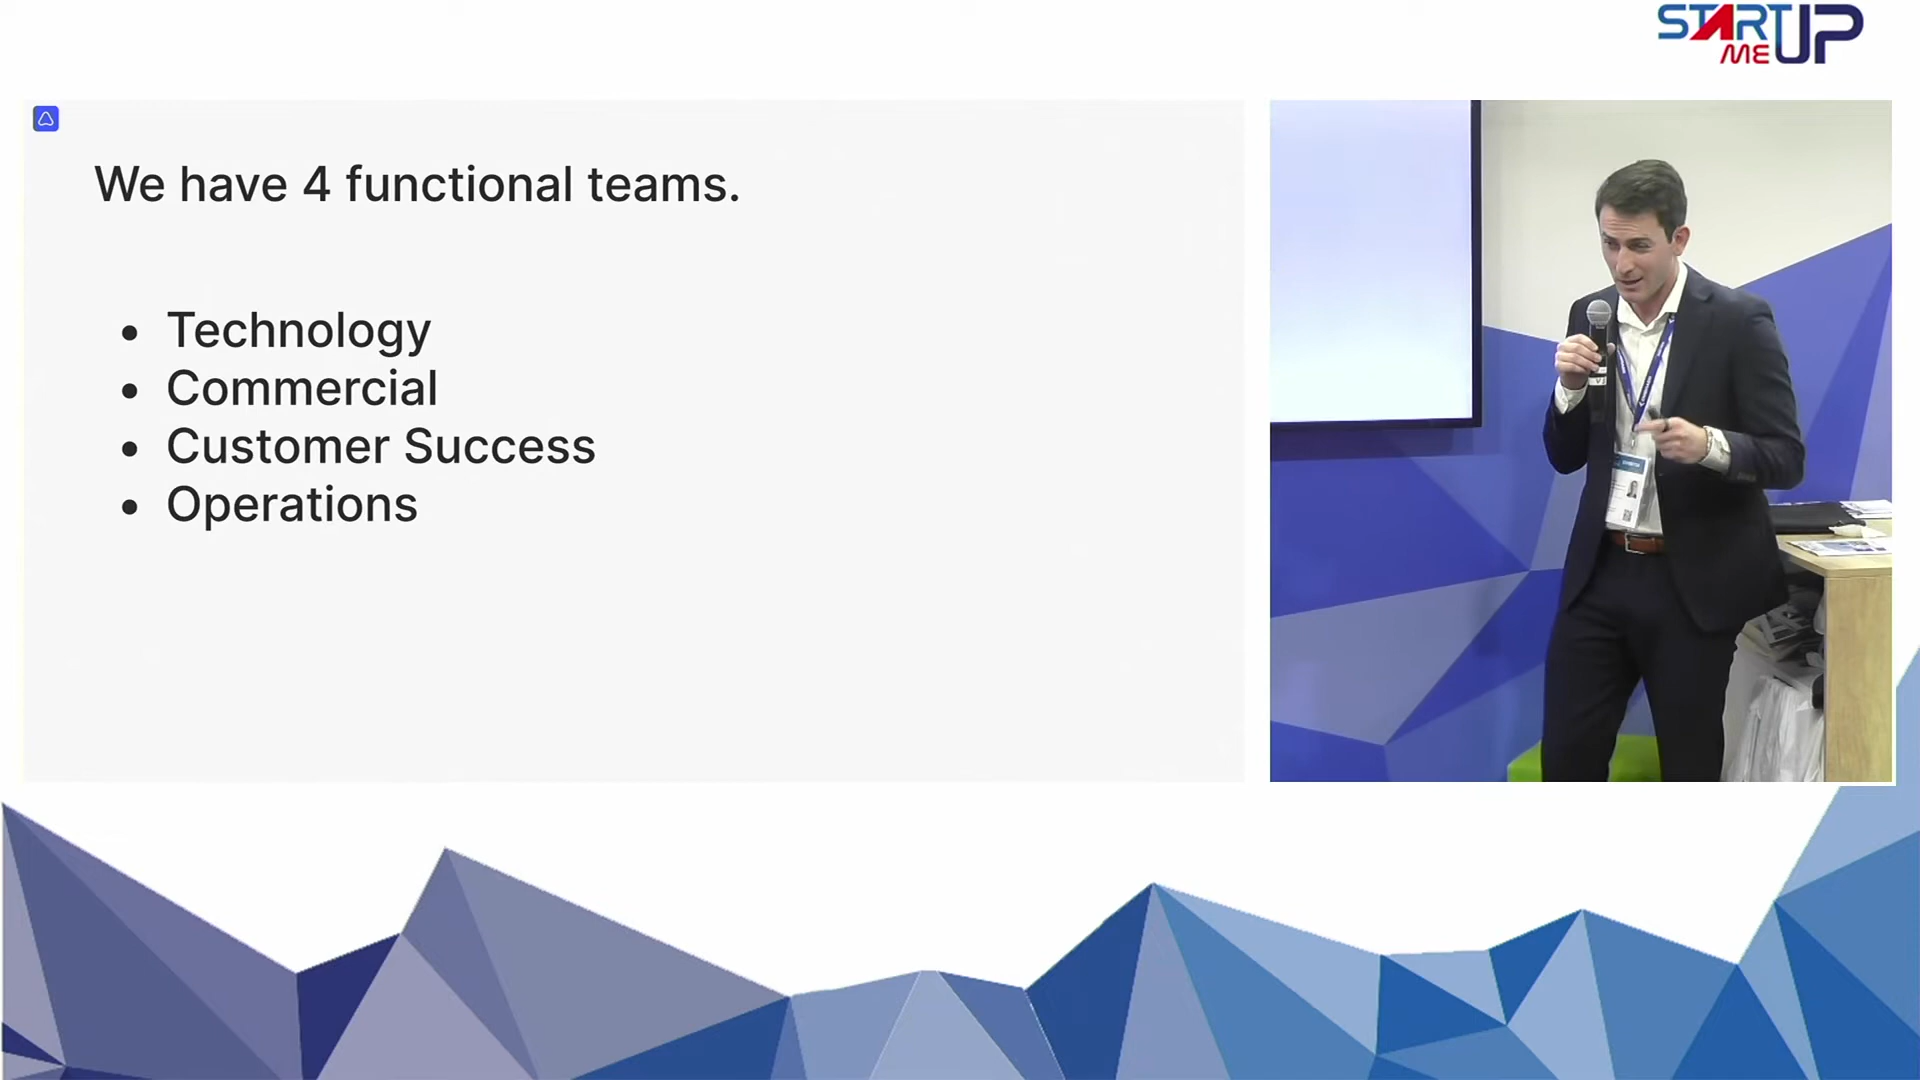 START
ME UP
We have 4 functional teams.
• Technology
• Commercial
• Customer Success
• Operations